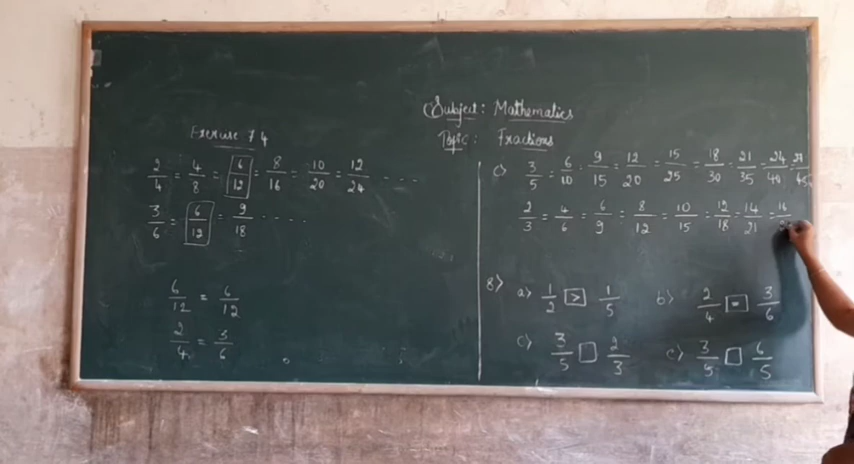 Subject: Mathematics
Topic: Fractions
Exercise 7.4
2/4 = 4/8 = 6/12 = 8/16 = 10/20 = 12/24 ....
3/6 = 6/12 = 9/18 ....
6/12 = 6/12
2/4 = 3/6
c) 3/5 = 6/10 = 9/15 = 12/20 = 15/25 = 18/30 = 21/35 = 24/40 = 27/45
2/3 = 4/6 = 6/9 = 8/12 = 10/15 = 12/18 = 14/21 = 16/
8) a) 1/2 > 1/5 b) 2/4 = 3/6
c) 3/5 □ 2/3 e) 3/5 □ 6/5